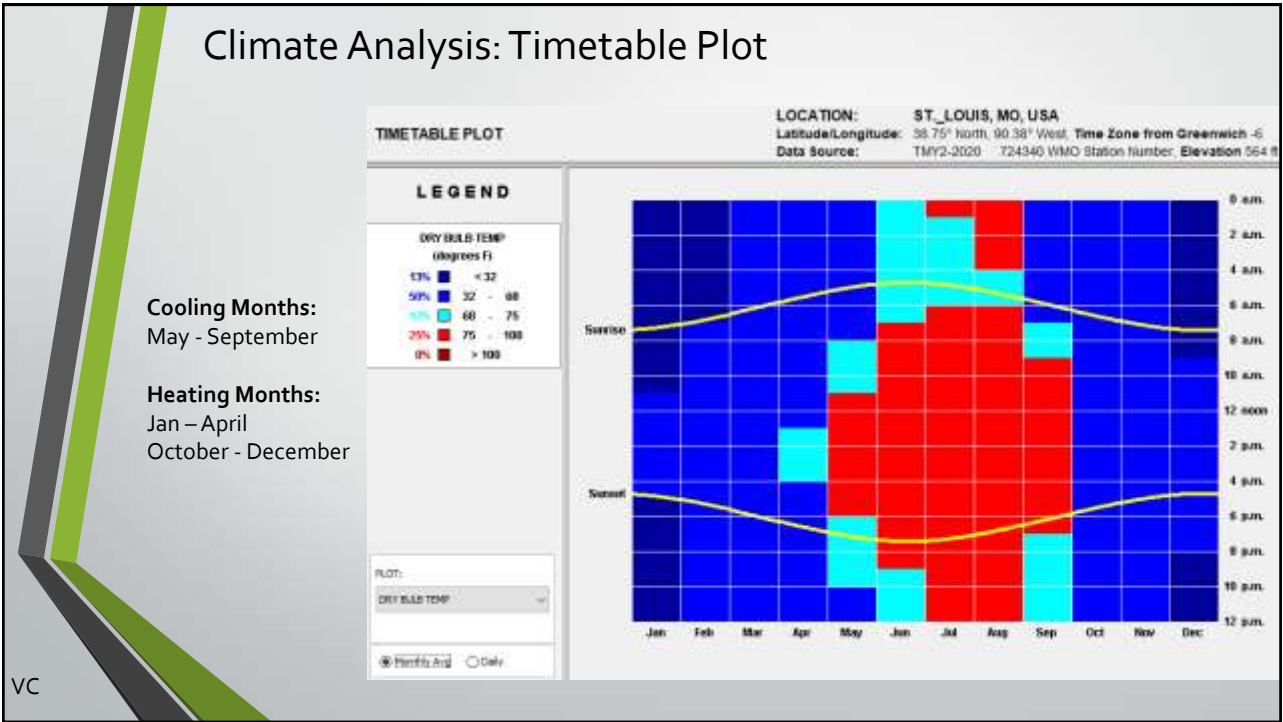 Climate Analysis: Timetable Plot
TIMETABLE PLOT
LOCATION: ST._LOUIS, MO, USA
Latitude/Longitude: 38.75° North, 90.38° West, Time Zone from Greenwich -6
Data Source: TMY2-2020 724340 WMO Station Number, Elevation 564 ft
LEGEND
DRY BULB TEMP
(degrees F)
13% < 32
50% 32 - 68
68 - 75
25% 75 - 100
0% > 100
Cooling Months:
May - September
Heating Months:
Jan – April
October - December
PLOT:
DRY BULB TEMP
Monthly Avg Daily
Sunrise
Sunset
0 a.m.
2 a.m.
4 a.m.
6 a.m.
8 a.m.
10 a.m.
12 noon
2 p.m.
4 p.m.
6 p.m.
8 p.m.
10 p.m.
12 p.m.
Jan Feb Mar Apr May Jun Jul Aug Sep Oct Nov Dec
VC